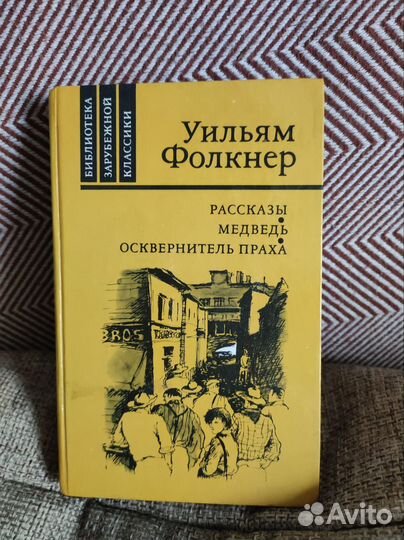 БИБЛИОТЕКА
ЗАРУБЕЖНОЙ
КЛАССИКИ
Уильям
Фолкнер
РАССКАЗЫ
МЕДВЕДЬ
ОСКВЕРНИТЕЛЬ ПРАХА
BROS
Avito